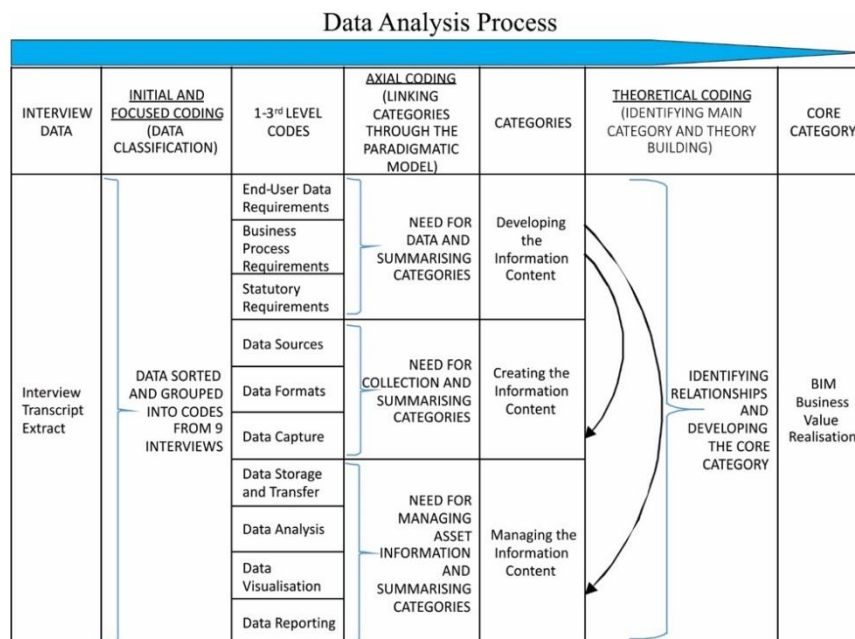 Data Analysis Process
INTERVIEW
DATA
INITIAL AND
FOCUSED CODING
(DATA
CLASSIFICATION)
1-3rd LEVEL
CODES
AXIAL CODING
(LINKING
CATEGORIES
THROUGH THE
PARADIGMATIC
MODEL)
CATEGORIES
THEORETICAL CODING
(IDENTIFYING MAIN
CATEGORY AND THEORY
BUILDING)
CORE
CATEGORY
Interview
Transcript
Extract
DATA SORTED
AND GROUPED
INTO CODES
FROM 9
INTERVIEWS
End-User Data
Requirements
Business
Process
Requirements
Statutory
Requirements
Data Sources
Data Formats
Data Capture
Data Storage
and Transfer
Data Analysis
Data
Visualisation
Data Reporting
NEED FOR
DATA AND
SUMMARISING
CATEGORIES
NEED FOR
COLLECTION AND
SUMMARISING
CATEGORIES
NEED FOR
MANAGING
ASSET
INFORMATION
AND
SUMMARISING
CATEGORIES
Developing
the
Information
Content
Creating the
Information
Content
Managing the
Information
Content
IDENTIFYING
RELATIONSHIPS
AND
DEVELOPING
THE CORE
CATEGORY
BIM
Business
Value
Realisation